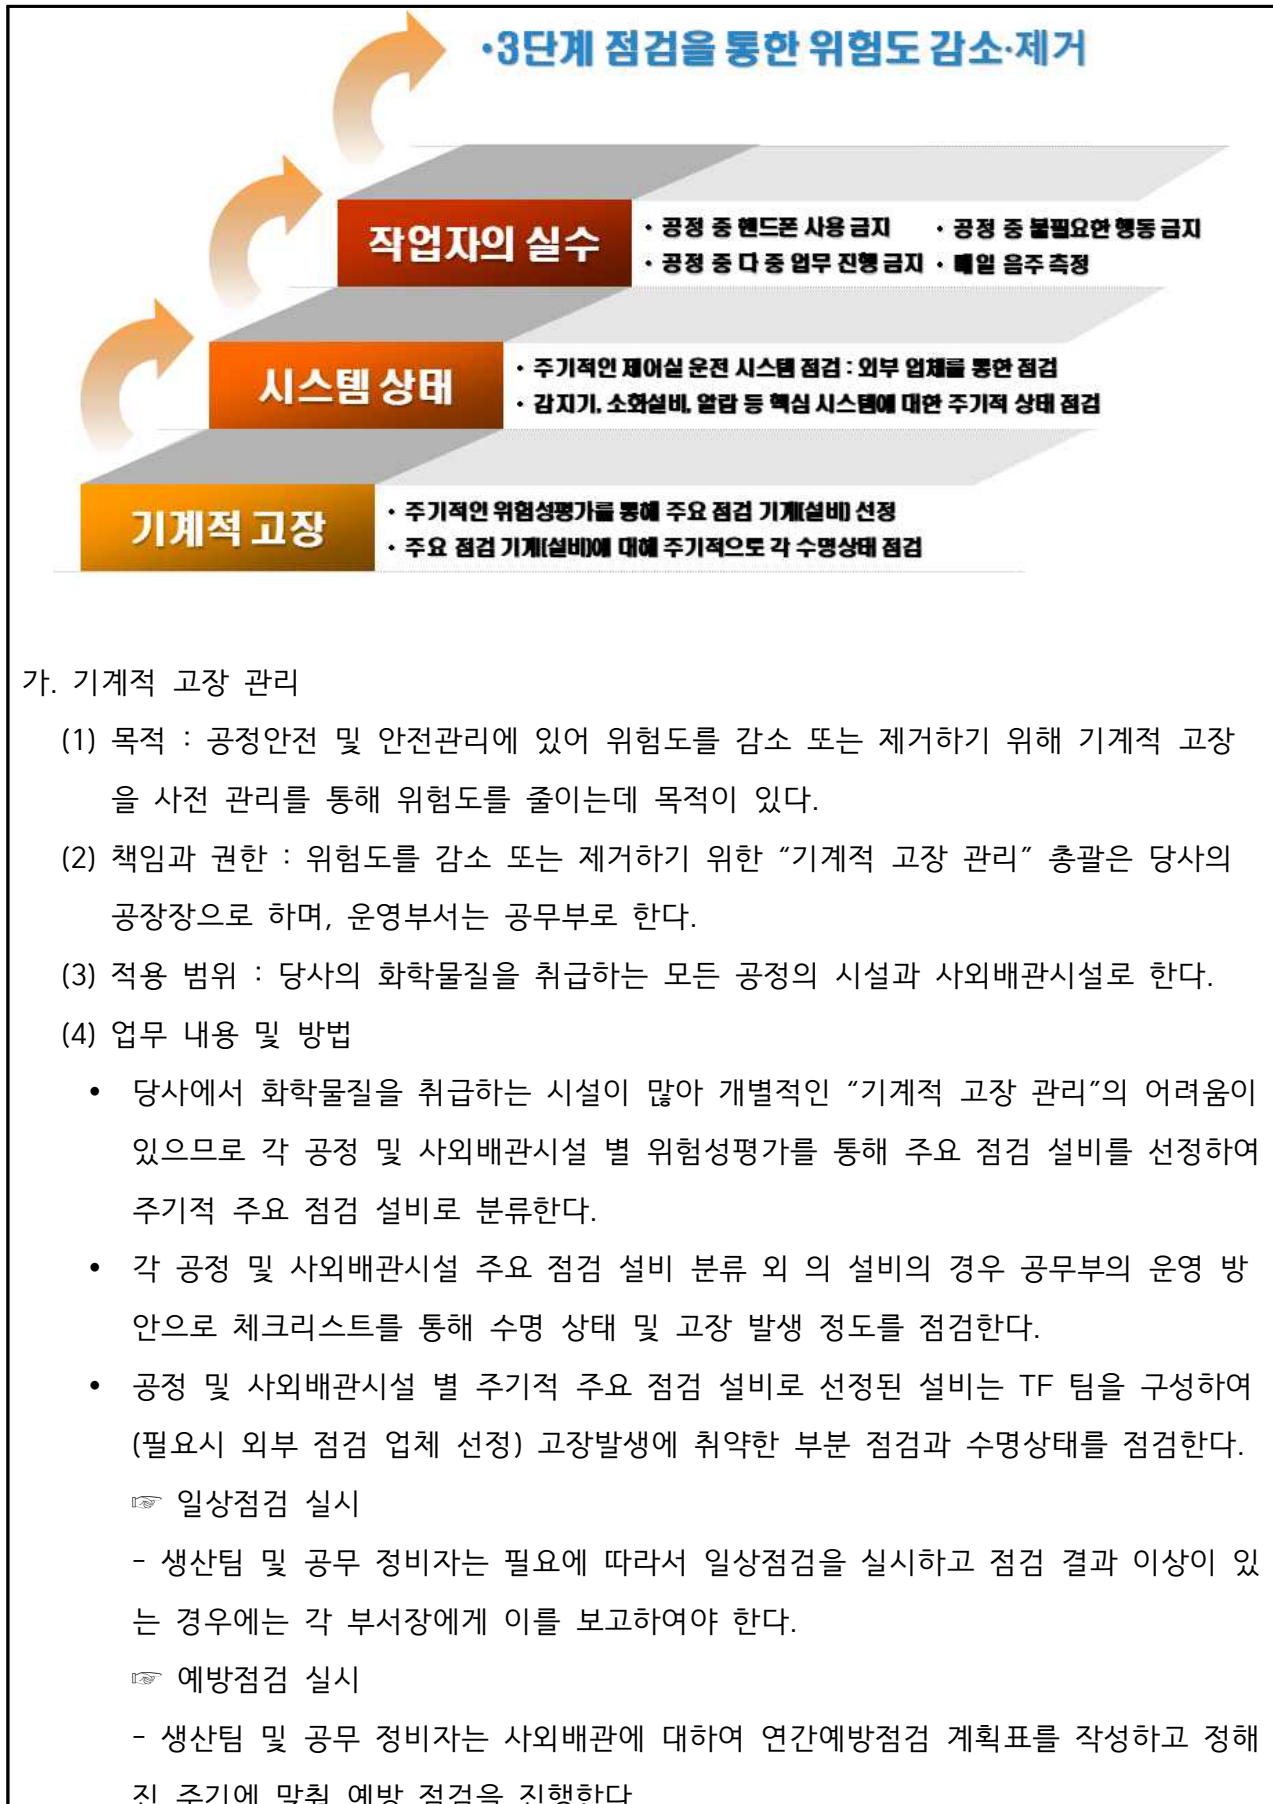 •3단계 점검을 통한 위험도 감소·제거
작업자의 실수
• 공정 중 핸드폰 사용 금지 • 공정 중 불필요한 행동 금지
• 공정 중 다 중 업무 진행 금지 • 매일 음주 측정
시스템 상태
• 주기적인 제어실 운전 시스템 점검 : 외부 업체를 통한 점검
• 감지기, 소화설비, 알람 등 핵심 시스템에 대한 주기적 상태 점검
기계적 고장
• 주기적인 위험성평가를 통해 주요 점검 기계(설비) 선정
• 주요 점검 기계(설비)에 대해 주기적으로 각 수명상태 점검
가. 기계적 고장 관리
(1) 목적 : 공정안전 및 안전관리에 있어 위험도를 감소 또는 제거하기 위해 기계적 고장
을 사전 관리를 통해 위험도를 줄이는데 목적이 있다.
(2) 책임과 권한 : 위험도를 감소 또는 제거하기 위한 “기계적 고장 관리” 총괄은 당사의
공장장으로 하며, 운영부서는 공무부로 한다.
(3) 적용 범위 : 당사의 화학물질을 취급하는 모든 공정의 시설과 사외배관시설로 한다.
(4) 업무 내용 및 방법
• 당사에서 화학물질을 취급하는 시설이 많아 개별적인 “기계적 고장 관리”의 어려움이
있으므로 각 공정 및 사외배관시설 별 위험성평가를 통해 주요 점검 설비를 선정하여
주기적 주요 점검 설비로 분류한다.
• 각 공정 및 사외배관시설 주요 점검 설비 분류 외 의 설비의 경우 공무부의 운영 방
안으로 체크리스트를 통해 수명 상태 및 고장 발생 정도를 점검한다.
• 공정 및 사외배관시설 별 주기적 주요 점검 설비로 선정된 설비는 TF 팀을 구성하여
(필요시 외부 점검 업체 선정) 고장발생에 취약한 부분 점검과 수명상태를 점검한다.
☞ 일상점검 실시
- 생산팀 및 공무 정비자는 필요에 따라서 일상점검을 실시하고 점검 결과 이상이 있
는 경우에는 각 부서장에게 이를 보고하여야 한다.
☞ 예방점검 실시
- 생산팀 및 공무 정비자는 사외배관에 대하여 연간예방점검 계획표를 작성하고 정해
진 주기에 맞춰 예방 점검을 진행한다